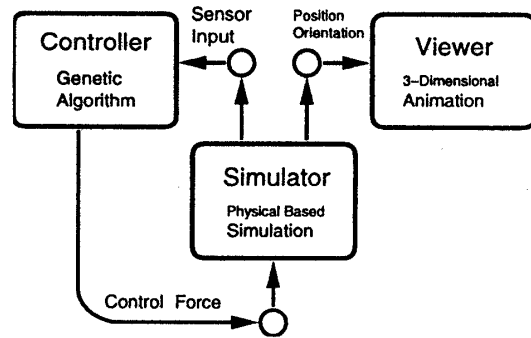 Controller
Genetic
Algorithm
Sensor
Input
Position
Orientation
Viewer
3-Dimensional
Animation
Simulator
Physical Based
Simulation
Control Force